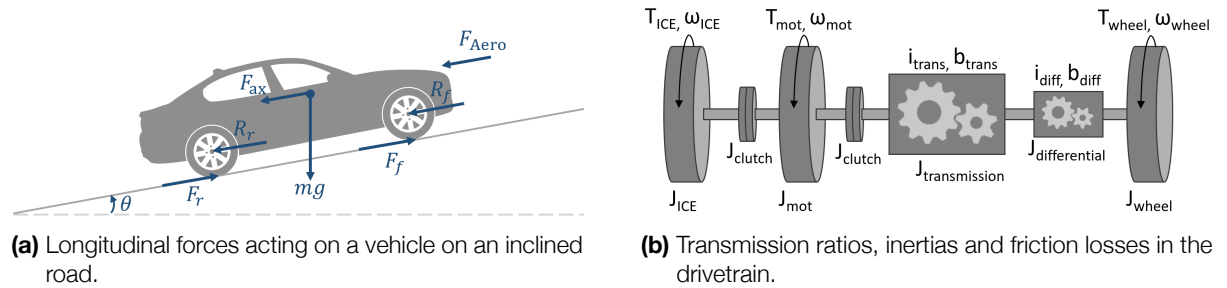 F_Aero
F_ax
R_f
R_r
F_f
F_r
mg
θ
(a) Longitudinal forces acting on a vehicle on an inclined
road.
T_ICE, ω_ICE
T_mot, ω_mot
T_wheel, ω_wheel
i_trans, b_trans
i_diff, b_diff
J_clutch
J_clutch
J_differential
J_transmission
J_ICE
J_mot
J_wheel
(b) Transmission ratios, inertias and friction losses in the
drivetrain.